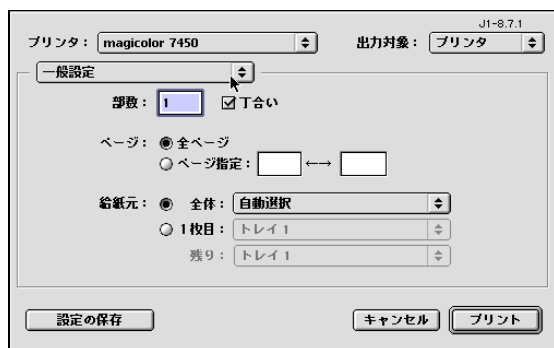 J1-8.7.1
プリンタ： magicolor 7450 出力対象： プリンタ
一般設定
部数： 1 丁合い
ページ： 全ページ
ページ指定： ←→
給紙元： 全体： 自動選択
1枚目： トレイ 1
残り： トレイ 1
設定の保存 キャンセル プリント